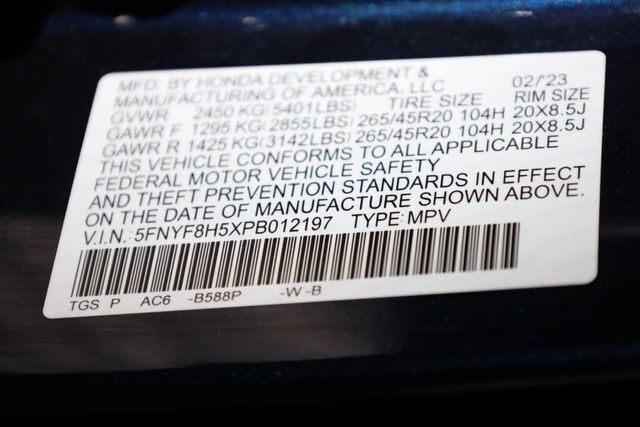 MFD. BY HONDA DEVELOPMENT &
MANUFACTURING OF AMERICA, LLC 02/'23
GVWR 2450 KG(5401LBS) TIRE SIZE RIM SIZE
GAWR F 1295 KG(2855LBS) 265/45R20 104H 20X8.5J
GAWR R 1425 KG(3142LBS) 265/45R20 104H 20X8.5J
THIS VEHICLE CONFORMS TO ALL APPLICABLE
FEDERAL MOTOR VEHICLE SAFETY
AND THEFT PREVENTION STANDARDS IN EFFECT
ON THE DATE OF MANUFACTURE SHOWN ABOVE.
V.I.N.: 5FNYF8H5XPB012197 TYPE: MPV
TGS P AC6 -B588P -W -B